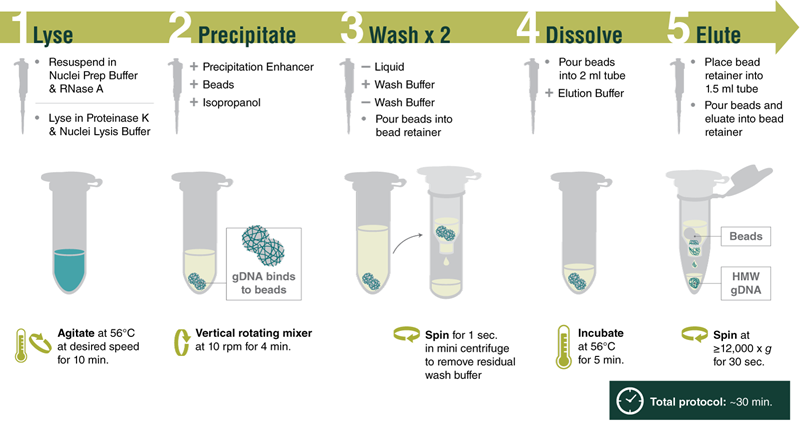 1 Lyse
• Resuspend in
Nuclei Prep Buffer
& RNase A
• Lyse in Proteinase K
& Nuclei Lysis Buffer
Agitate at 56°C
at desired speed
for 10 min.
2 Precipitate
+ Precipitation Enhancer
+ Beads
+ Isopropanol
gDNA binds
to beads
Vertical rotating mixer
at 10 rpm for 4 min.
3 Wash x 2
− Liquid
+ Wash Buffer
− Wash Buffer
• Pour beads into
bead retainer
Spin for 1 sec.
in mini centrifuge
to remove residual
wash buffer
4 Dissolve
• Pour beads
into 2 ml tube
+ Elution Buffer
Incubate
at 56°C
for 5 min.
5 Elute
• Place bead
retainer into
1.5 ml tube
• Pour beads and
eluate into bead
retainer
Beads
HMW
gDNA
Spin at
≥12,000 x g
for 30 sec.
Total protocol: ~30 min.